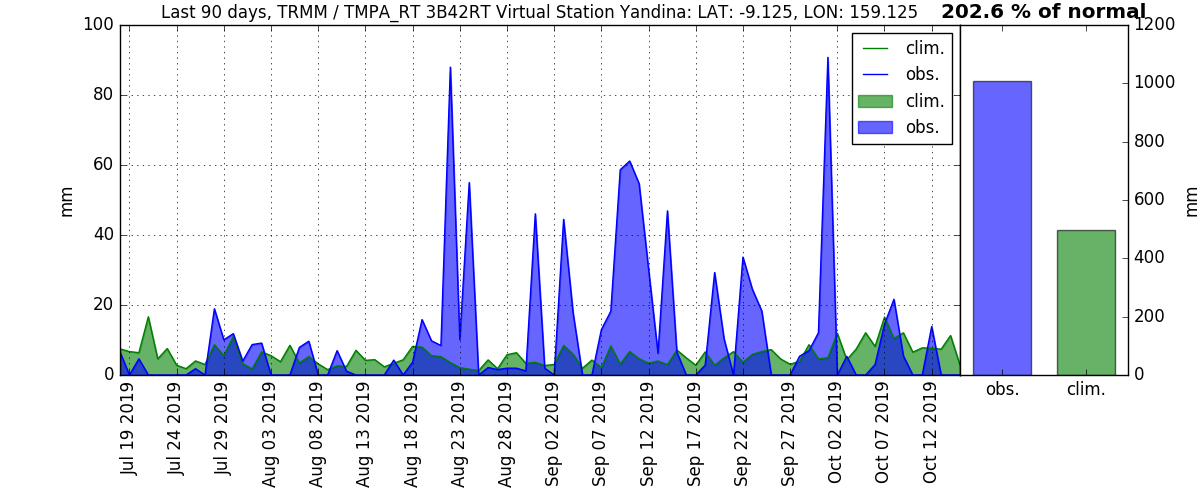 Last 90 days, TRMM / TMPA_RT 3B42RT Virtual Station Yandina: LAT: -9.125, LON: 159.125
202.6 % of normal
mm
100
80
60
40
20
0
clim.
obs.
clim.
obs.
Jul 19 2019
Jul 24 2019
Jul 29 2019
Aug 03 2019
Aug 08 2019
Aug 13 2019
Aug 18 2019
Aug 23 2019
Aug 28 2019
Sep 02 2019
Sep 07 2019
Sep 12 2019
Sep 17 2019
Sep 22 2019
Sep 27 2019
Oct 02 2019
Oct 07 2019
Oct 12 2019
1200
1000
800
600
400
200
0
mm
obs.
clim.